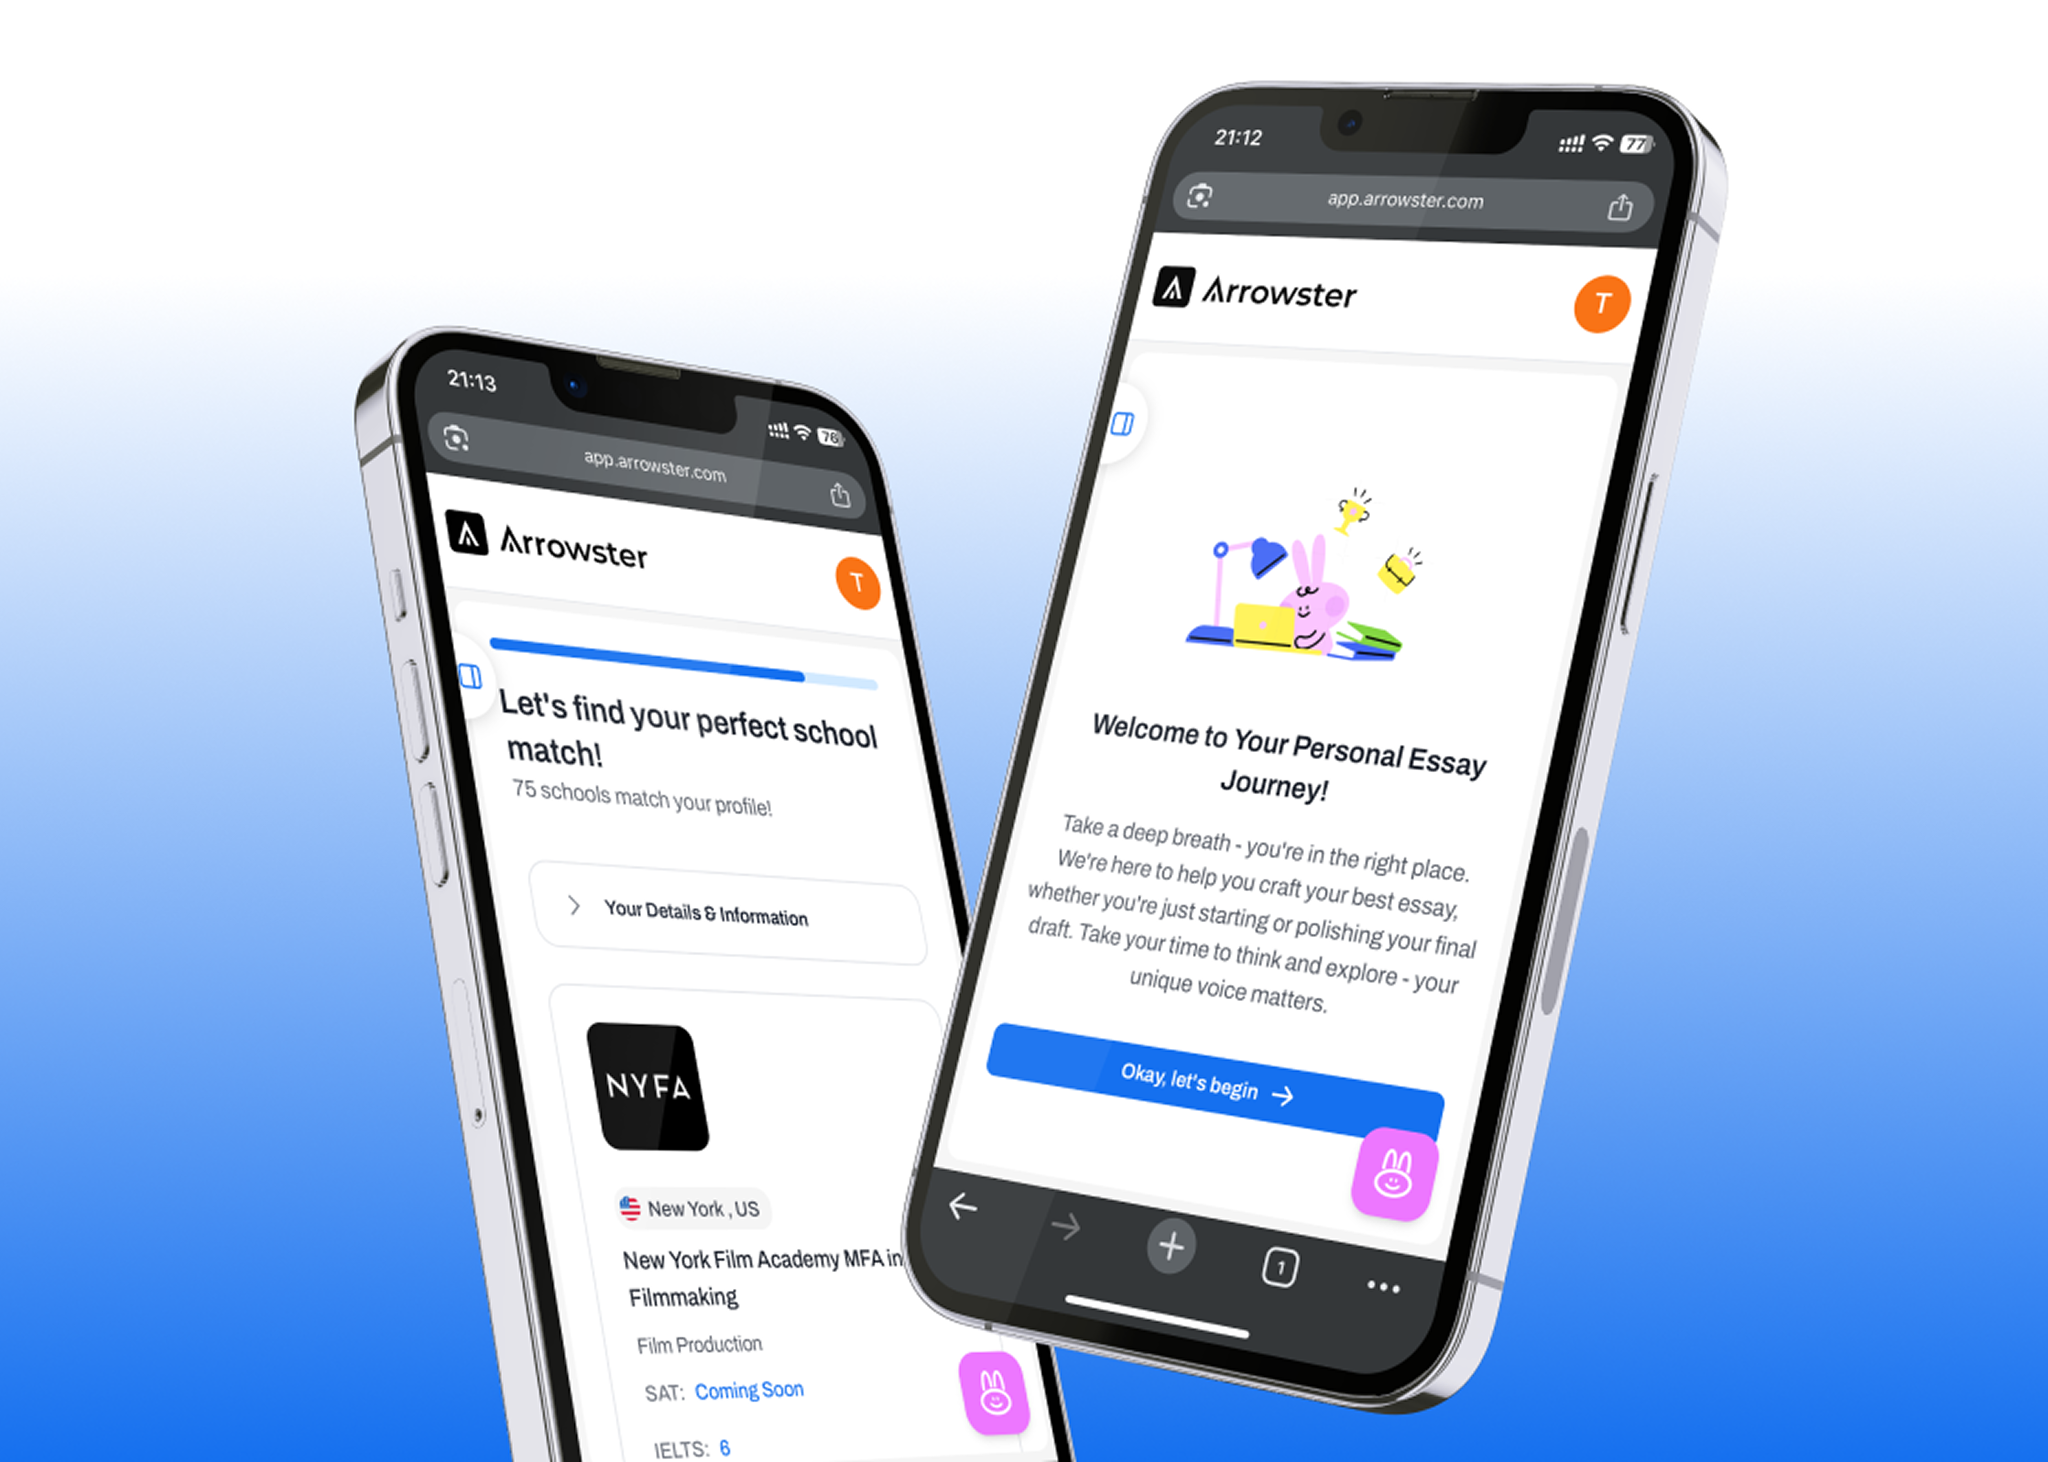 21:13
76
app.arrowster.com
Arrowster
T
Let's find your perfect school
match!
75 schools match your profile!
Your Details & Information
NYFA
New York , US
New York Film Academy MFA in
Filmmaking
Film Production
SAT: Coming Soon
IELTS: 6
21:12
77
app.arrowster.com
Arrowster
T
Welcome to Your Personal Essay
Journey!
Take a deep breath - you're in the right place.
We're here to help you craft your best essay,
whether you're just starting or polishing your final
draft. Take your time to think and explore - your
unique voice matters.
Okay, let's begin →
1